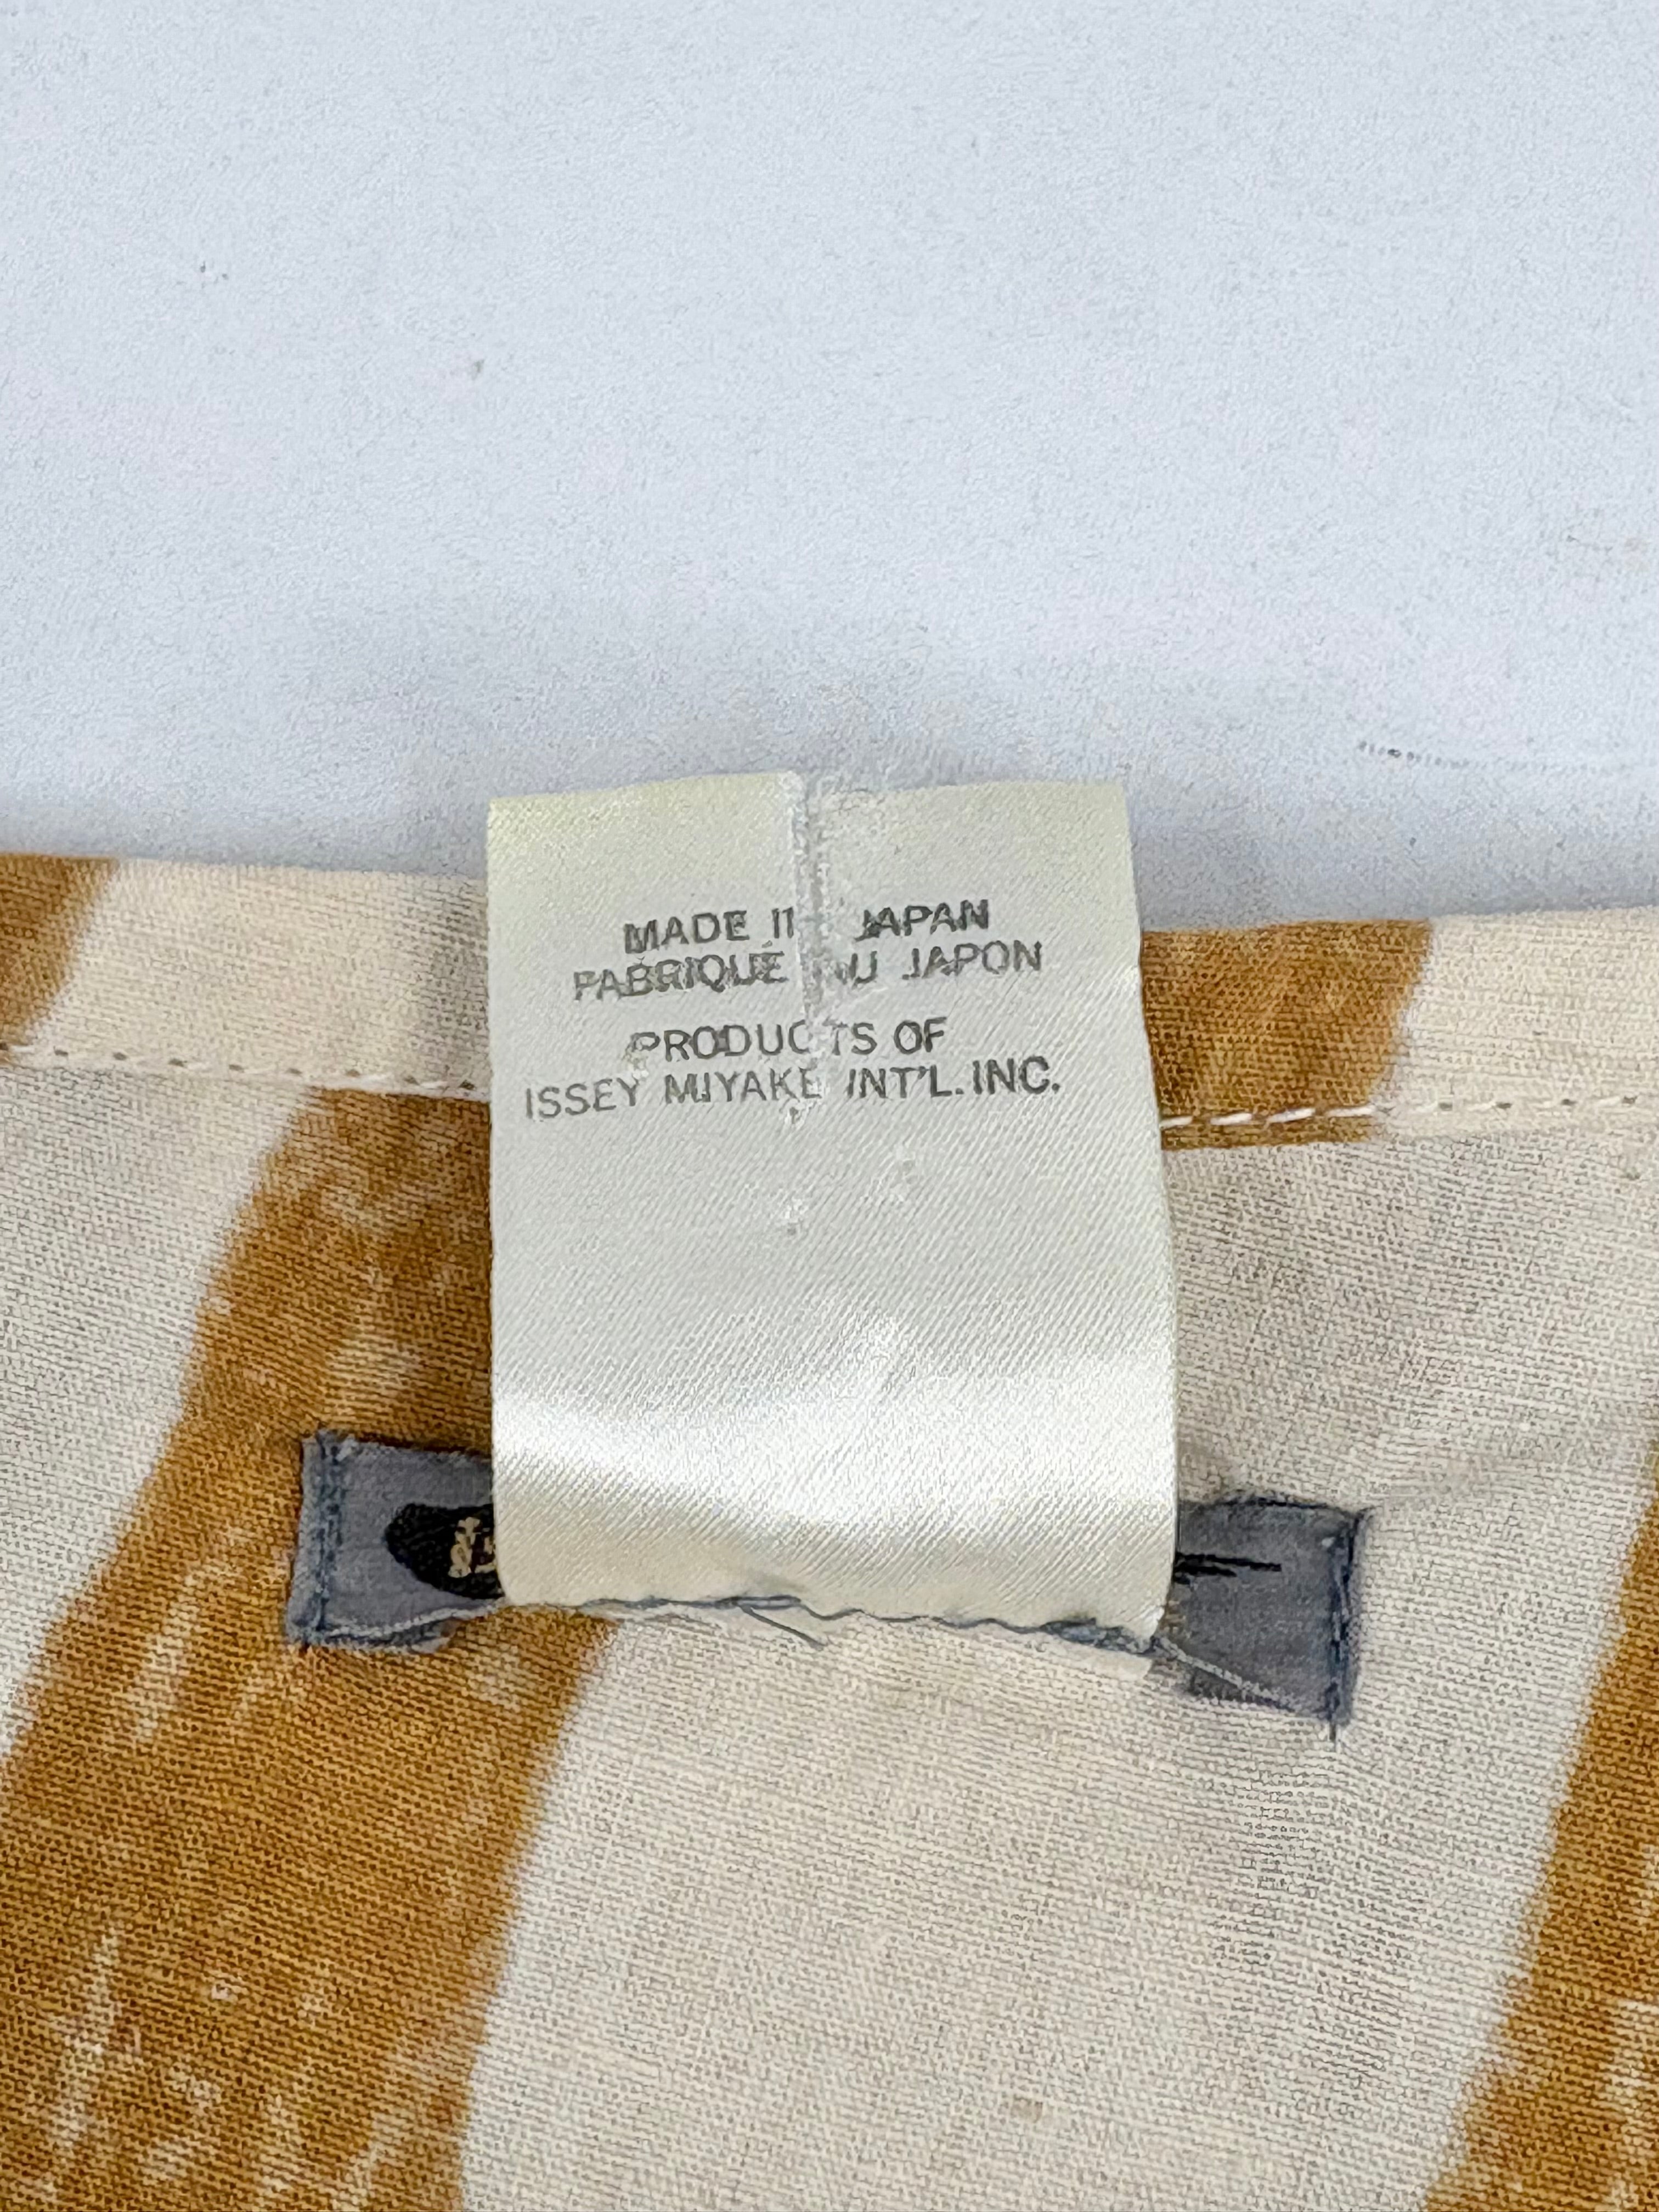 MADE IN JAPAN
FABRIQUE AU JAPON
PRODUCTS OF
ISSEY MIYAKE INT'L. INC.